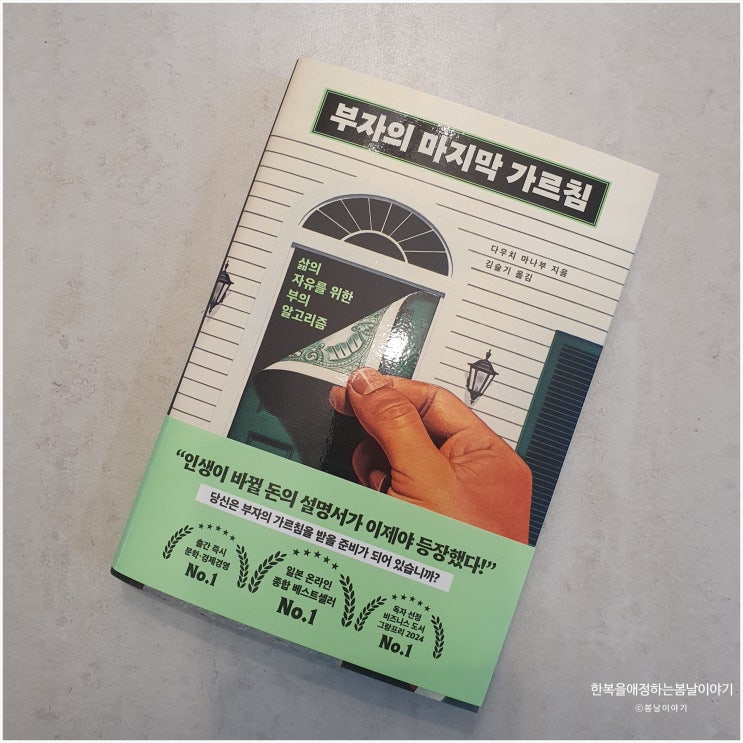 부자의 마지막 가르침
다우치 마나부 지음
김슬기 옮김
삶의
자유를 위한
부의
알고리즘
“인생이 바뀔 돈의 설명서가 이제야 등장했다!”
당신은 부자의 가르침을 받을 준비가 되어 있습니까?
출간 즉시
문학·경제경영
No.1
일본 온라인
종합 베스트셀러
No.1
독자 선정
비즈니스 도서
그랑프리 2024
No.1
한복을애정하는봄날이야기
ⓒ봄날이야기